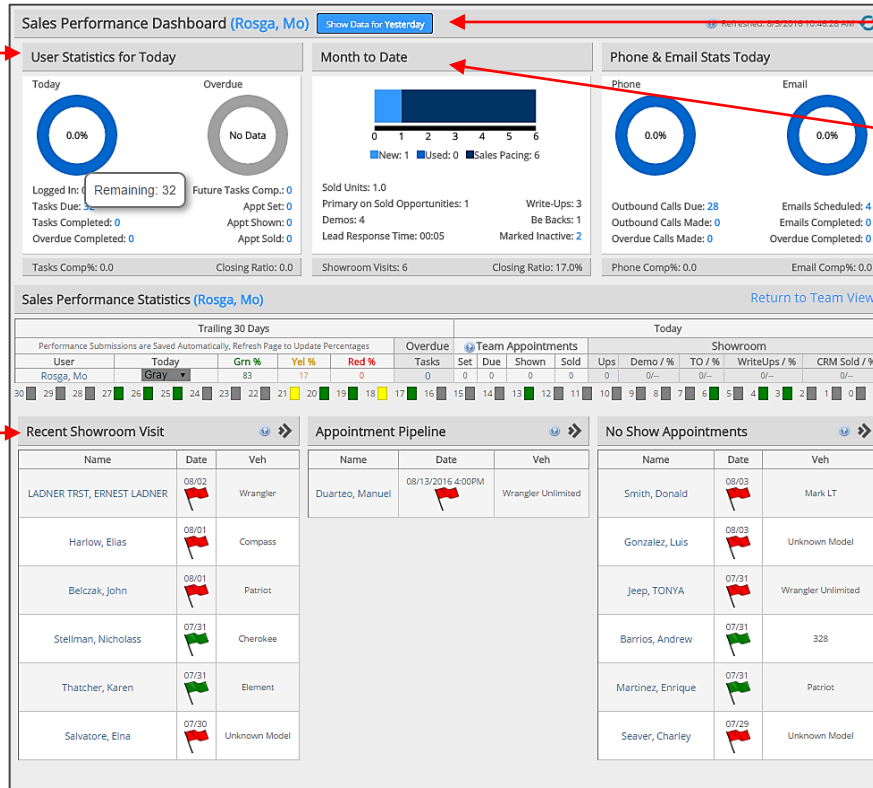 Sales Performance Dashboard (Rosga, Mo) Show Data for Yesterday Refreshed: 8/5/2016 10:46:28 AM
User Statistics for Today Month to Date Phone & Email Stats Today
Today Overdue Phone Email
0.0% No Data 0.0% 0.0%
0 1 2 3 4 5 6
New: 1 Used: 0 Sales Pacing: 6
Remaining: 32
Logged In: Future Tasks Comp.: 0
Tasks Due: 32 Appt Set: 0
Tasks Completed: 0 Appt Shown: 0
Overdue Completed: 0 Appt Sold: 0
Tasks Comp%: 0.0 Closing Ratio: 0.0
Sold Units: 1.0
Primary on Sold Opportunities: 1 Write-Ups: 3
Demos: 4 Be Backs: 1
Lead Response Time: 00:05 Marked Inactive: 2
Showroom Visits: 6 Closing Ratio: 17.0%
Outbound Calls Due: 28 Emails Scheduled: 4
Outbound Calls Made: 0 Emails Completed: 0
Overdue Calls Made: 0 Overdue Completed: 0
Phone Comp%: 0.0 Email Comp%: 0.0
Sales Performance Statistics (Rosga, Mo) Return to Team View
Trailing 30 Days Today
Performance Submissions are Saved Automatically, Refresh Page to Update Percentages Overdue Team Appointments Showroom
User Today Grn % Yel % Red % Tasks Set Due Shown Sold Ups Demo / % TO / % WriteUps / % CRM Sold / %
Rosga, Mo Gray 83 17 0 0 0 0 0 0 0 0/-- 0/-- 0/-- 0/--
30 29 28 27 26 25 24 23 22 21 20 19 18 17 16 15 14 13 12 11 10 9 8 7 6 5 4 3 2 1 0
Recent Showroom Visit
Name Date Veh
LADNER TRST, ERNEST LADNER 08/02 Wrangler
Harlow, Elias 08/01 Compass
Belczak, John 08/01 Patriot
Stellman, Nicholass 07/31 Cherokee
Thatcher, Karen 07/31 Element
Salvatore, Elna 07/30 Unknown Model
Appointment Pipeline
Name Date Veh
Duarteo, Manuel 08/13/2016 4:00PM Wrangler Unlimited
No Show Appointments
Name Date Veh
Smith, Donald 08/03 Mark LT
Gonzalez, Luis 08/03 Unknown Model
Jeep, TONYA 07/31 Wrangler Unlimited
Barrios, Andrew 07/31 328
Martinez, Enrique 07/31 Patriot
Seaver, Charley 07/29 Unknown Model